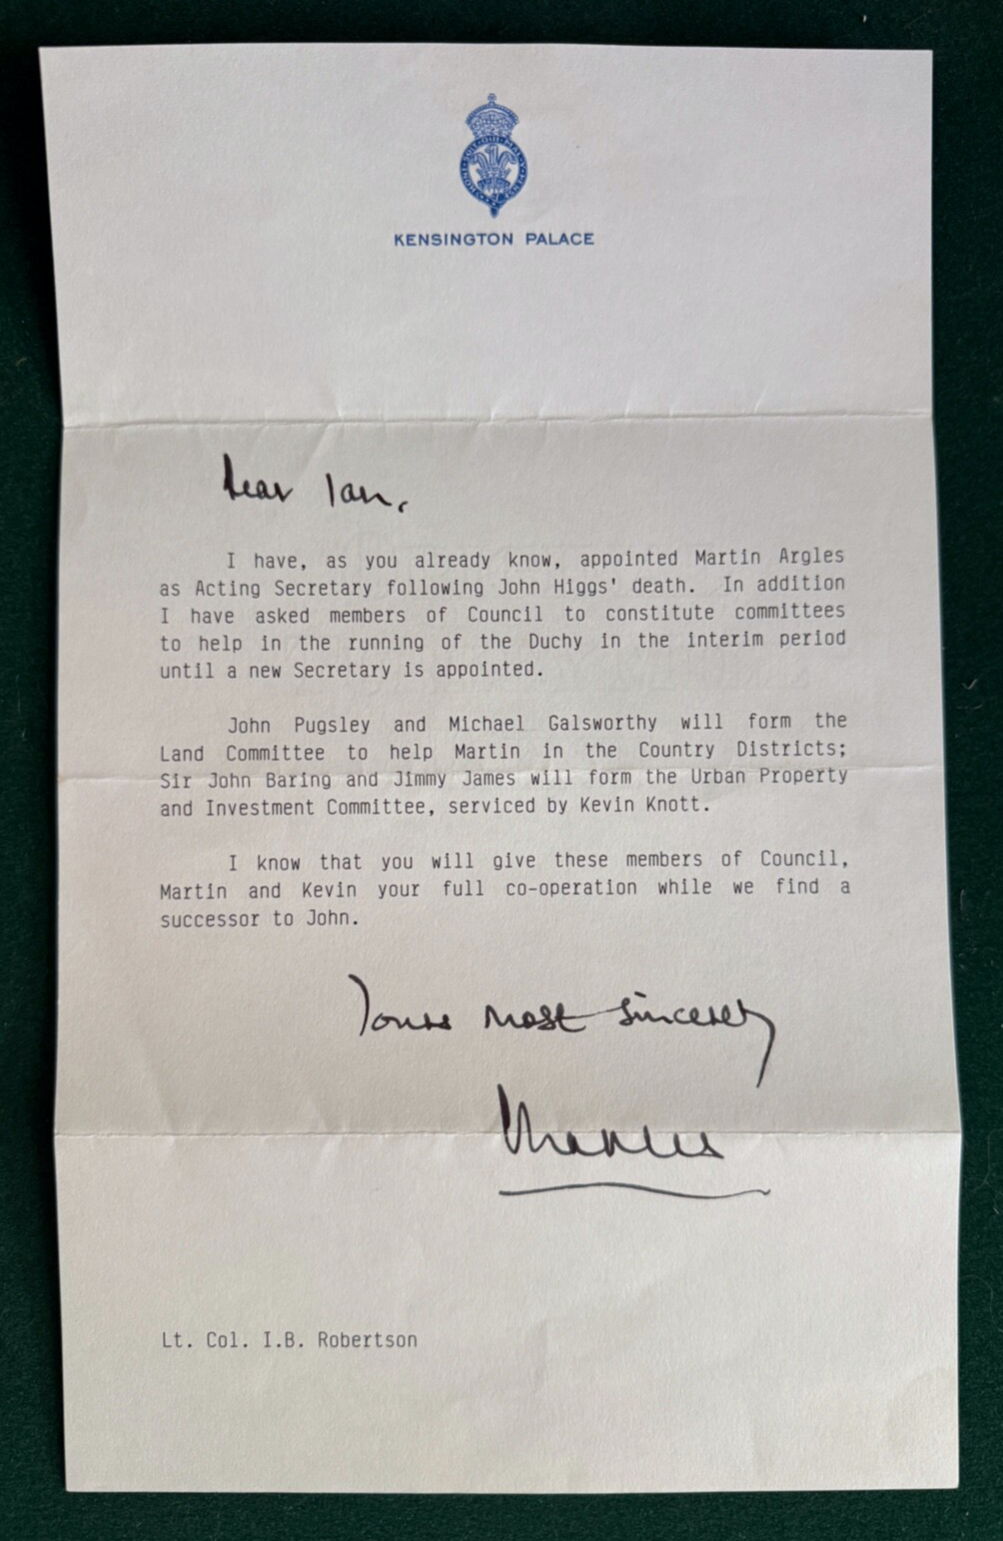 KENSINGTON PALACE
Dear Ian,
I have, as you already know, appointed Martin Argles
as Acting Secretary following John Higgs' death. In addition
I have asked members of Council to constitute committees
to help in the running of the Duchy in the interim period
until a new Secretary is appointed.
John Pugsley and Michael Galsworthy will form the
Land Committee to help Martin in the Country Districts;
Sir John Baring and Jimmy James will form the Urban Property
and Investment Committee, serviced by Kevin Knott.
I know that you will give these members of Council,
Martin and Kevin your full co-operation while we find a
successor to John.
Yours most sincerely
Charles
Lt. Col. I.B. Robertson